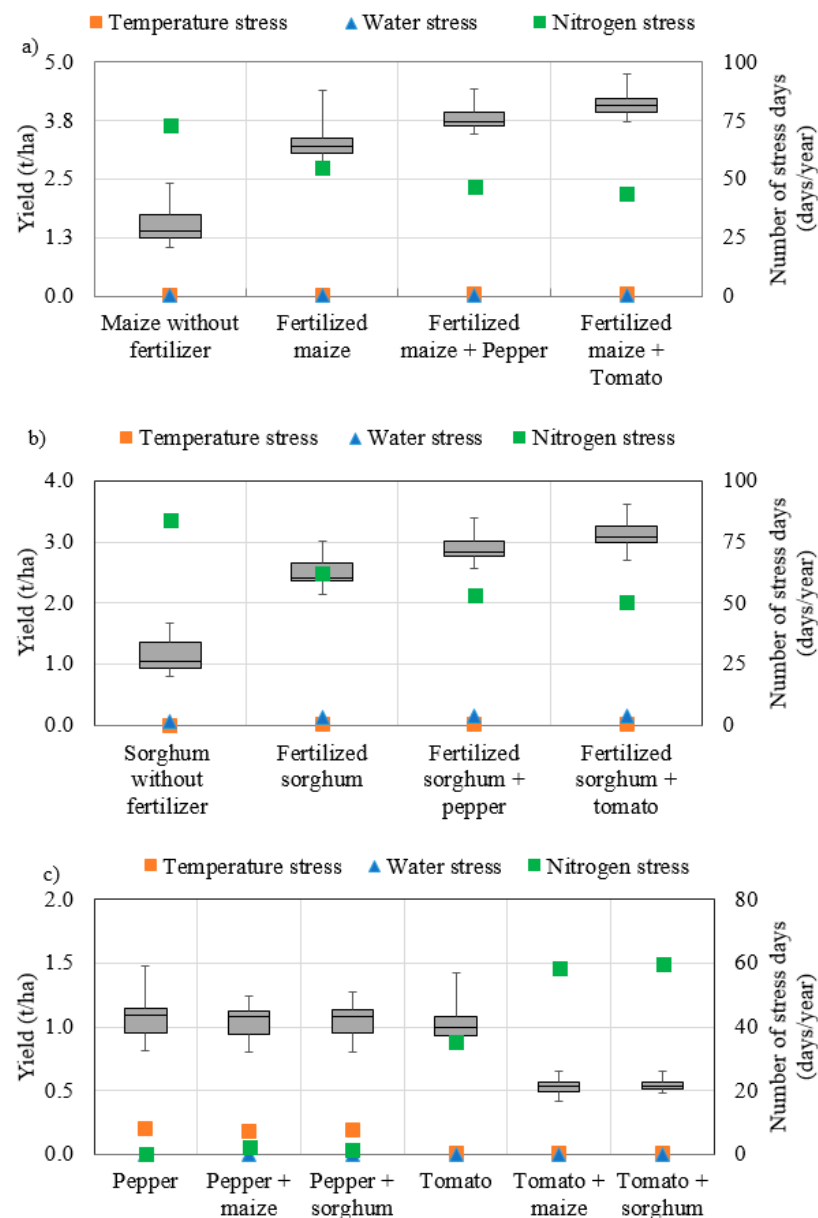 Temperature stress Water stress Nitrogen stress
a)
5.0 100
3.8 75
2.5 50
1.3 25
0.0 0
Yield (t/ha)
Number of stress days
(days/year)
Maize without Fertilized Fertilized Fertilized
fertilizer maize maize + Pepper maize +
Tomato
b)
Temperature stress Water stress Nitrogen stress
4.0 100
3.0 75
2.0 50
1.0 25
0.0 0
Yield (t/ha)
Number of stress days
(days/year)
Sorghum Fertilized Fertilized Fertilized
without sorghum sorghum + sorghum +
fertilizer pepper tomato
Temperature stress Water stress Nitrogen stress
c)
2.0 80
1.5 60
1.0 40
0.5 20
0.0 0
Yield (t/ha)
Number of stress days
(days/year)
Pepper Pepper + Pepper + Tomato Tomato + Tomato +
maize sorghum maize sorghum